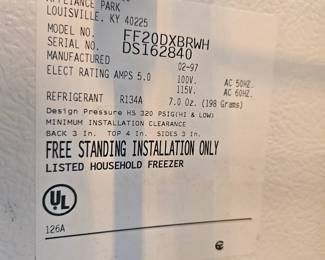 APPLIANCE PARK
LOUISVILLE, KY 40225
MODEL NO. FF20DXBRWH
SERIAL NO. DS162840
MANUFACTURED 02-97
ELECT RATING AMPS 5.0 100V. AC 50HZ.
115V. AC 60HZ.
REFRIGERANT R134A 7.0 Oz. (198 Grams)
Design Pressure HS 320 PSIG(HI & LOW)
MINIMUM INSTALLATION CLEARANCE
BACK 3 In. TOP 4 In. SIDES 3 In.
FREE STANDING INSTALLATION ONLY
LISTED HOUSEHOLD FREEZER
UL
126A